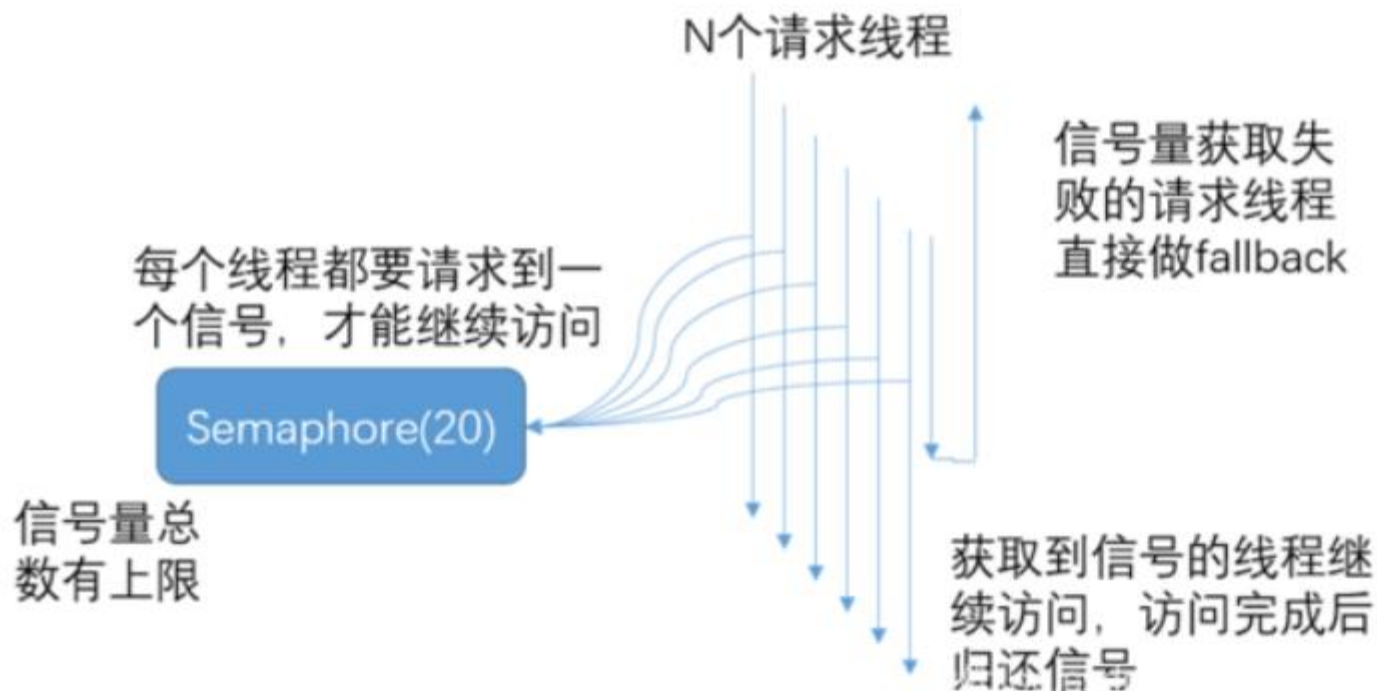 N个请求线程
信号量获取失
败的请求线程
直接做fallback
每个线程都要请求到一
个信号，才能继续访问
Semaphore(20)
信号量总
数有上限
获取到信号的线程继
续访问，访问完成后
归还信号